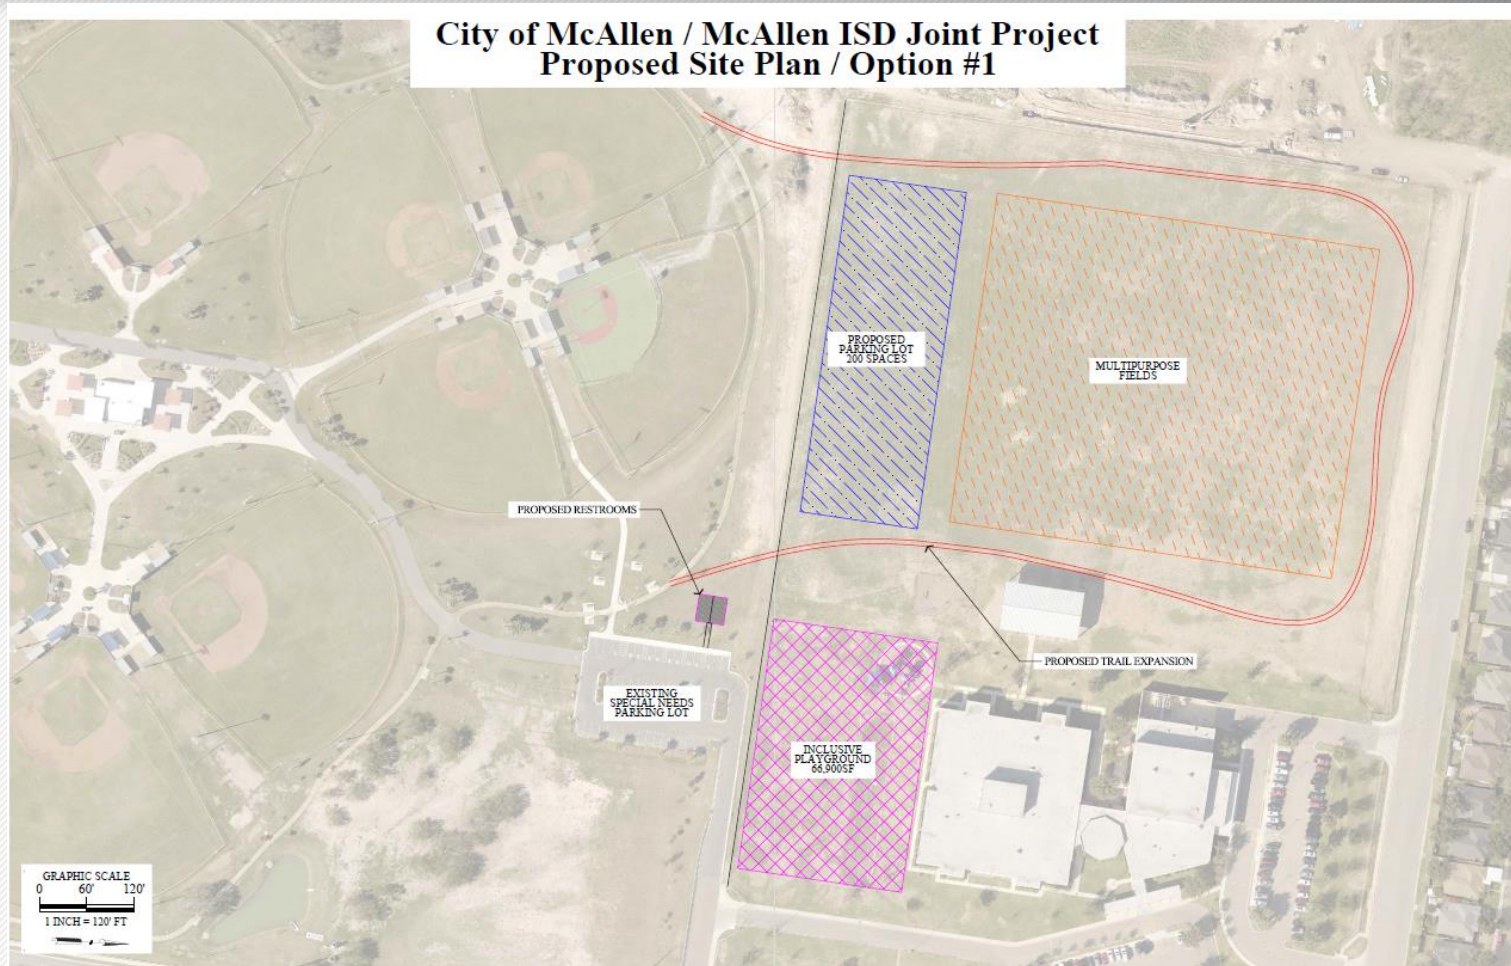 City of McAllen / McAllen ISD Joint Project
Proposed Site Plan / Option #1
PROPOSED
PARKING LOT
200 SPACES
MULTIPURPOSE
FIELDS
PROPOSED RESTROOMS
PROPOSED TRAIL EXPANSION
EXISTING
SPECIAL NEEDS
PARKING LOT
INCLUSIVE
PLAYGROUND
66,900SF
GRAPHIC SCALE
0 60' 120'
1 INCH = 120' FT